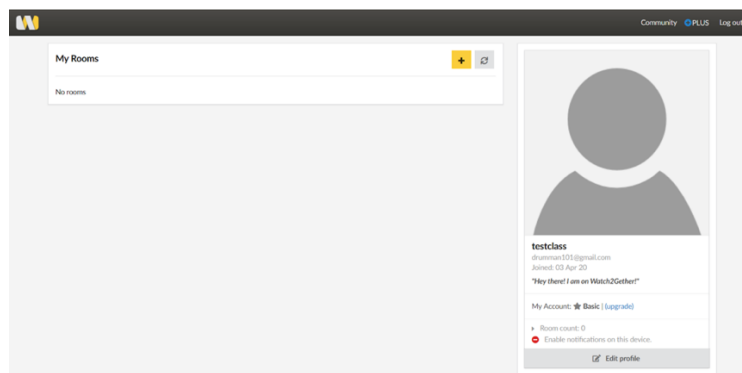 Community PLUS Log out
My Rooms
No rooms
testclass
drumman101@gmail.com
Joined: 03 Apr 20
"Hey there! I am on Watch2Gether!"
My Account: Basic | (upgrade)
Room count: 0
Enable notifications on this device.
Edit profile